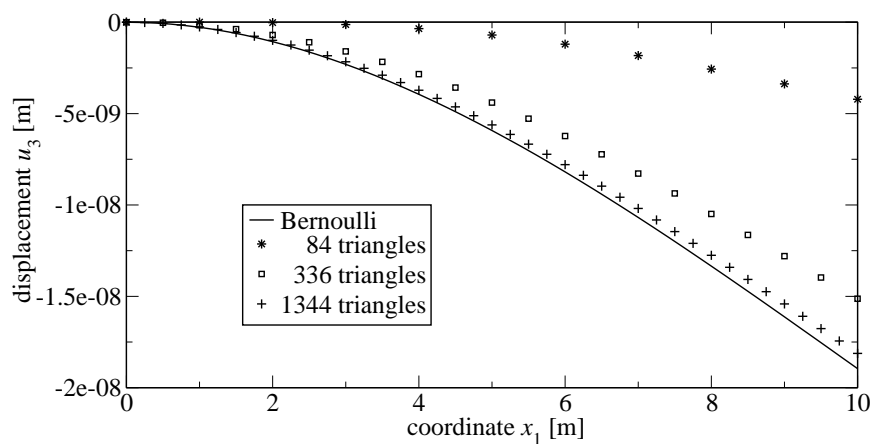 0
-5e-09
-1e-08
-1.5e-08
-2e-08
displacement u₃ [m]
Bernoulli
84 triangles
336 triangles
1344 triangles
0 2 4 6 8 10
coordinate x₁ [m]